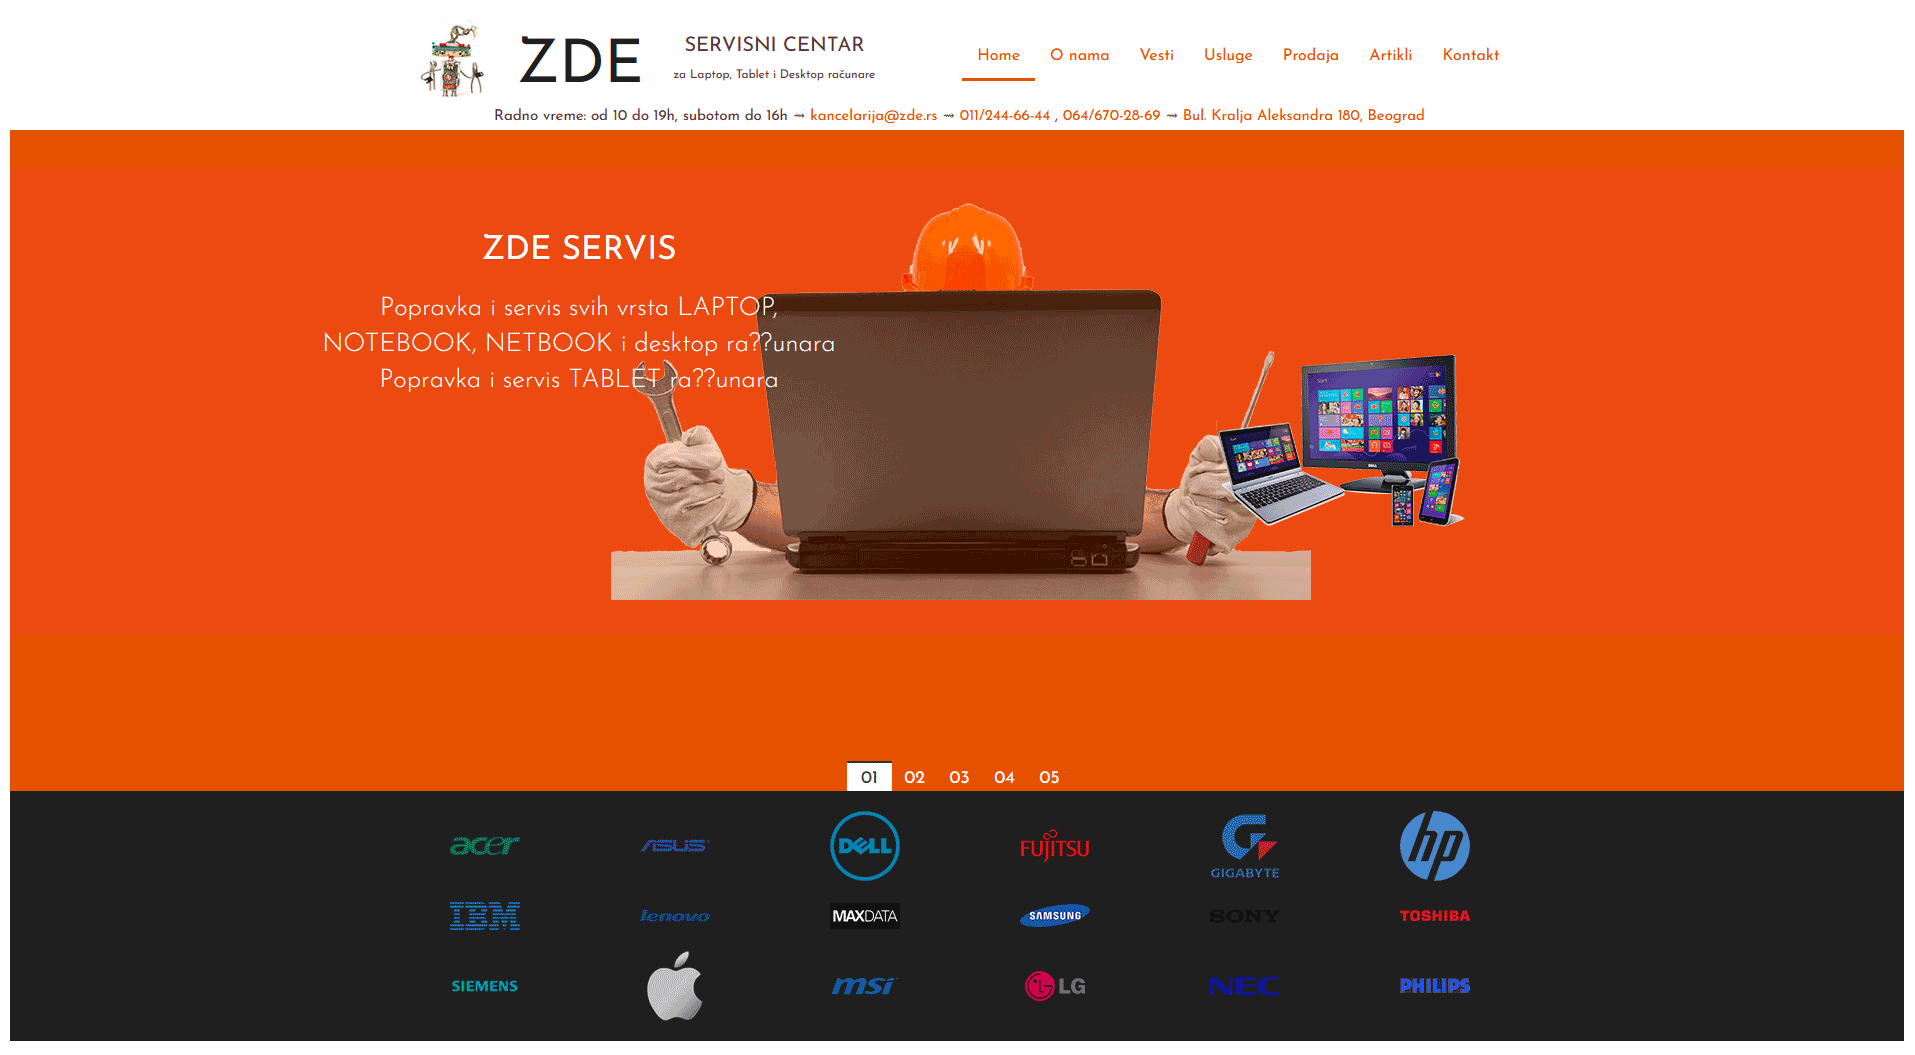 ZDE
SERVISNI CENTAR
za Laptop, Tablet i Desktop računare
Home O nama Vesti Usluge Prodaja Artikli Kontakt
Radno vreme: od 10 do 19h, subotom do 16h ⇝ kancelarija@zde.rs ⇝ 011/244-66-44 , 064/670-28-69 ⇝ Bul. Kralja Aleksandra 180, Beograd
ZDE SERVIS
Popravka i servis svih vrsta LAPTOP,
NOTEBOOK, NETBOOK i desktop ra??unara
Popravka i servis TABLET ra??unara
Start
DELL
01 02 03 04 05
acer ASUS DELL FUJITSU GIGABYTE hp
IBM lenovo MAXDATA SAMSUNG SONY TOSHIBA
SIEMENS msi LG NEC PHILIPS